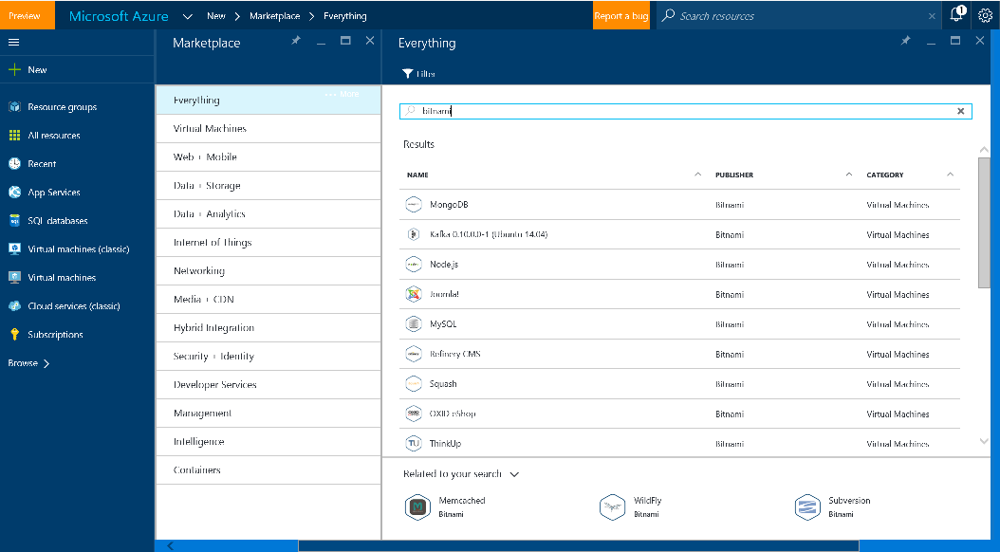 Preview
Microsoft Azure New Marketplace Everything
Report a bug
Search resources
1
New
Resource groups
All resources
Recent
App Services
SQL databases
Virtual machines (classic)
Virtual machines
Cloud services (classic)
Subscriptions
Browse
Marketplace
Everything
More
Virtual Machines
Web + Mobile
Data + Storage
Data + Analytics
Internet of Things
Networking
Media + CDN
Hybrid Integration
Security + Identity
Developer Services
Management
Intelligence
Containers
Everything
Filter
bitnami
Results
NAME PUBLISHER CATEGORY
MongoDB Bitnami Virtual Machines
Kafka 0.10.0.0-1 (Ubuntu 14.04) Bitnami Virtual Machines
Node.js Bitnami Virtual Machines
Joomla! Bitnami Virtual Machines
MySQL Bitnami Virtual Machines
Refinery CMS Bitnami Virtual Machines
Squash Bitnami Virtual Machines
OXID eShop Bitnami Virtual Machines
TU ThinkUp Bitnami Virtual Machines
Related to your search
Memcached WildFly Subversion
Bitnami Bitnami Bitnami